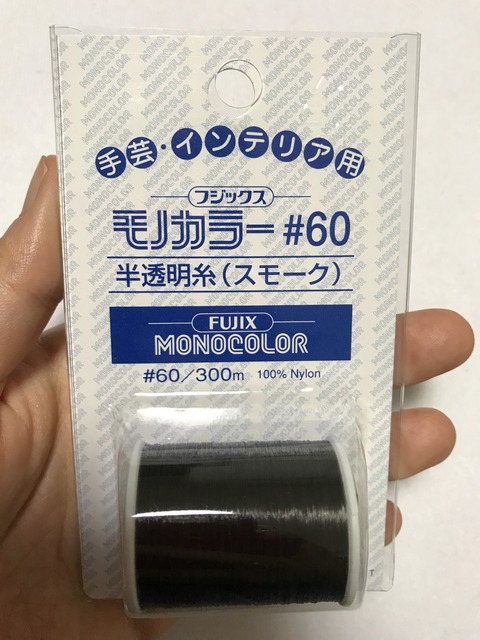 手芸・インテリア用
フジックス
モノカラー #60
半透明糸(スモーク)
FUJIX
MONOCOLOR
#60/300m 100% Nylon